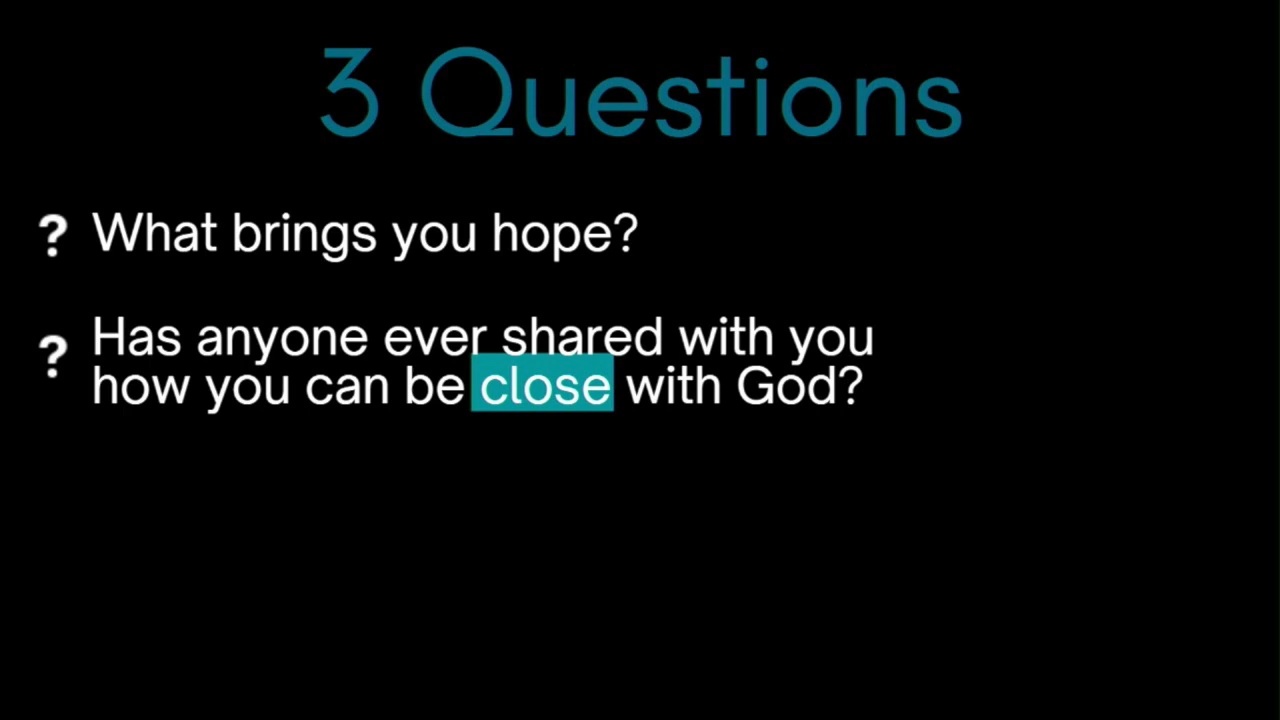 3 Questions
? What brings you hope?
? Has anyone ever shared with you
how you can be close with God?